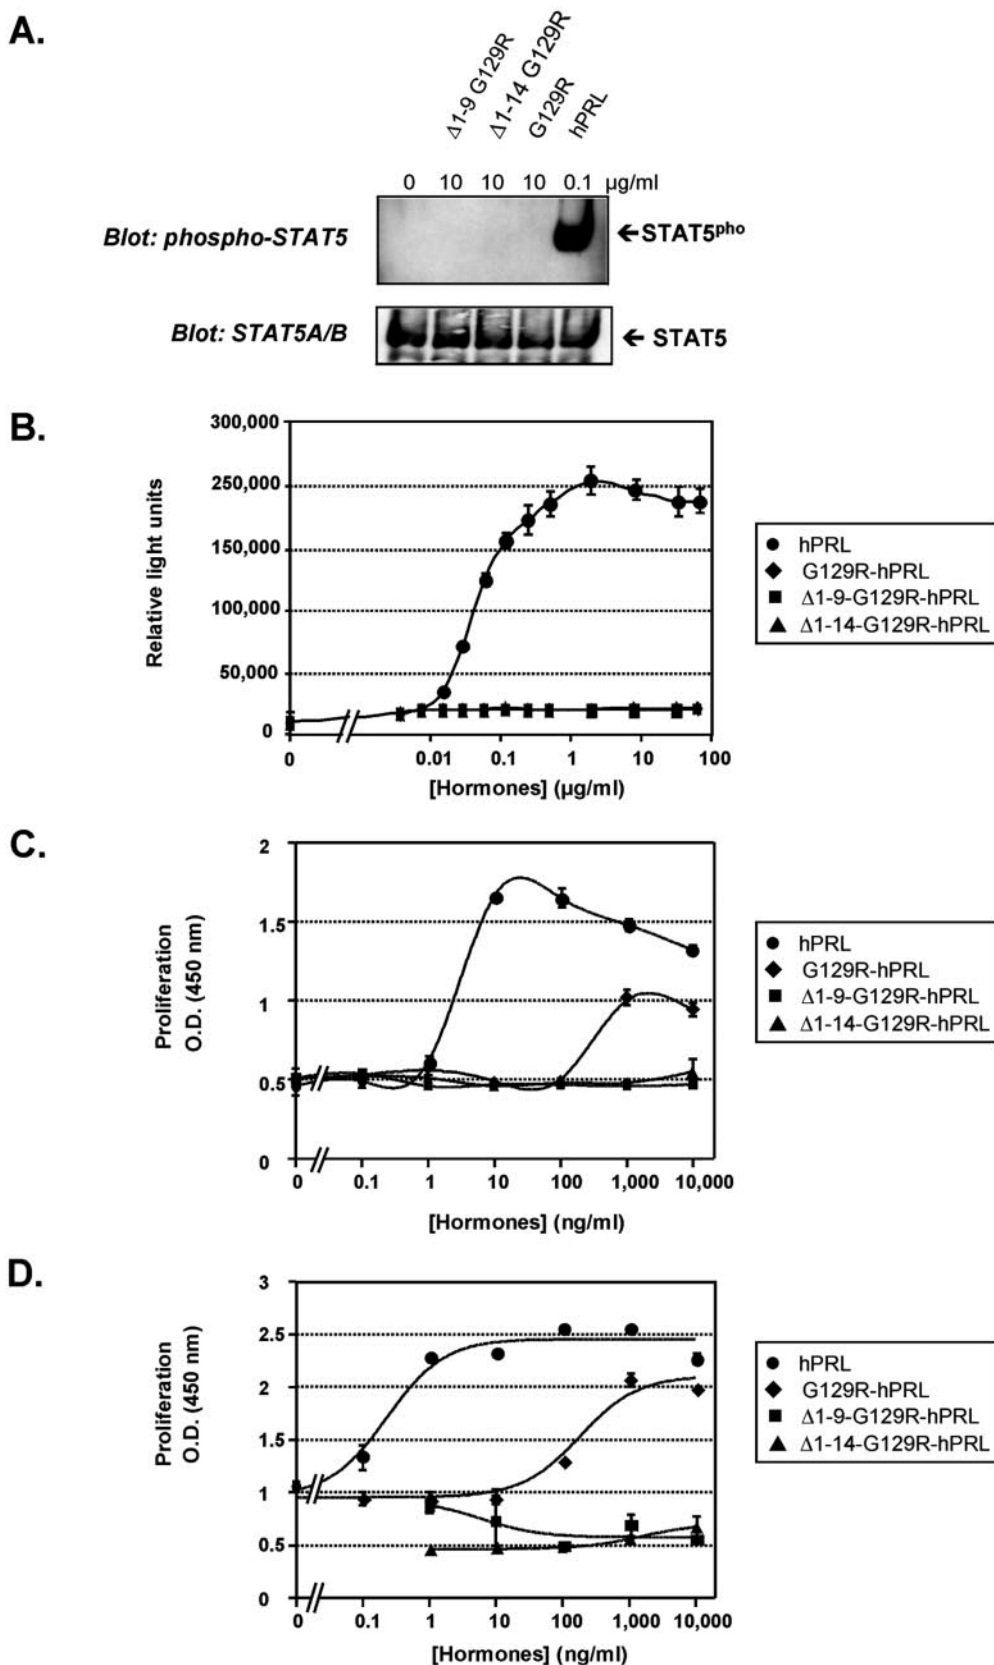 A.
Δ1-9 G129R
Δ1-14 G129R
G129R
hPRL
0 10 10 10 0.1 µg/ml
Blot: phospho-STAT5
←STAT5pho
Blot: STAT5A/B
← STAT5
B.
300,000
250,000
150,000
100,000
50,000
0
Relative light units
0 0.01 0.1 1 10 100
[Hormones] (µg/ml)
hPRL
G129R-hPRL
Δ1-9-G129R-hPRL
Δ1-14-G129R-hPRL
C.
2
1.5
1
0.5
0
Proliferation
O.D. (450 nm)
0 0.1 1 10 100 1,000 10,000
[Hormones] (ng/ml)
hPRL
G129R-hPRL
Δ1-9-G129R-hPRL
Δ1-14-G129R-hPRL
D.
3
2.5
2
1.5
1
0.5
0
Proliferation
O.D. (450 nm)
0 0.1 1 10 100 1,000 10,000
[Hormones] (ng/ml)
hPRL
G129R-hPRL
Δ1-9-G129R-hPRL
Δ1-14-G129R-hPRL